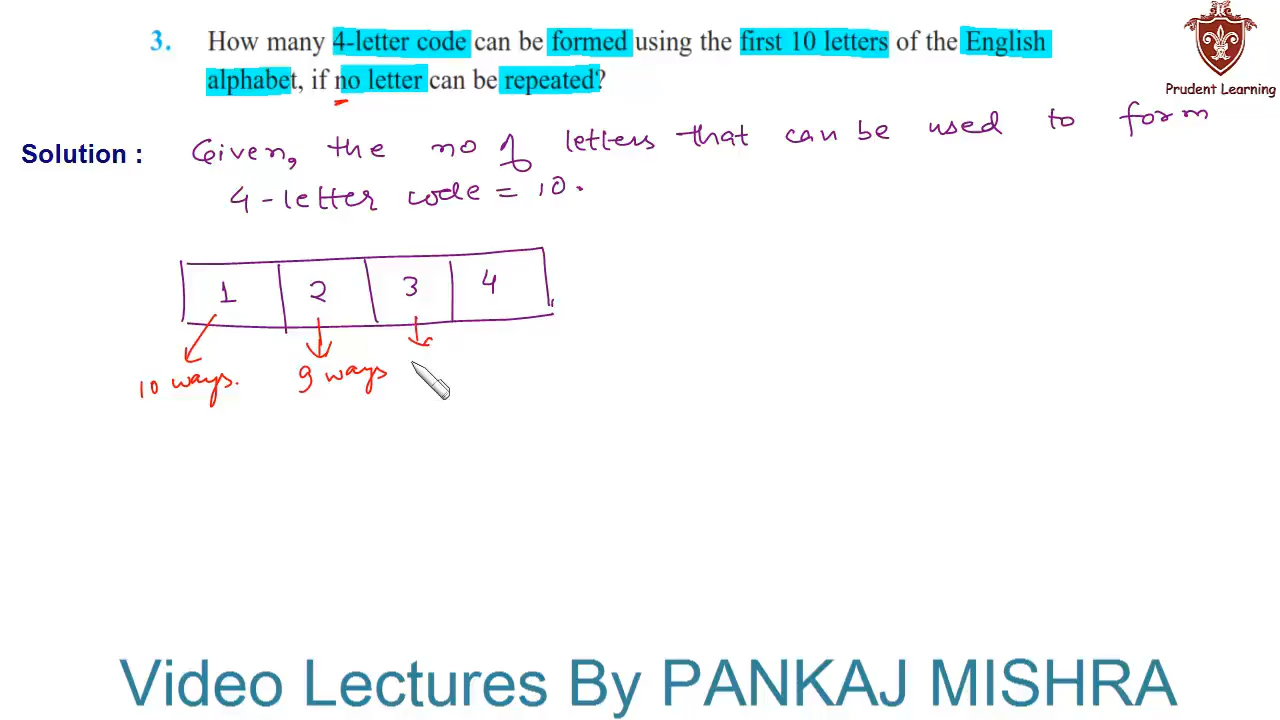 3. How many 4-letter code can be formed using the first 10 letters of the English
alphabet, if no letter can be repeated?
Prudent Learning
Solution : Given, the no of letters that can be used to form
4-letter code = 10.
1 2 3 4
10 ways. 9 ways
Video Lectures By PANKAJ MISHRA